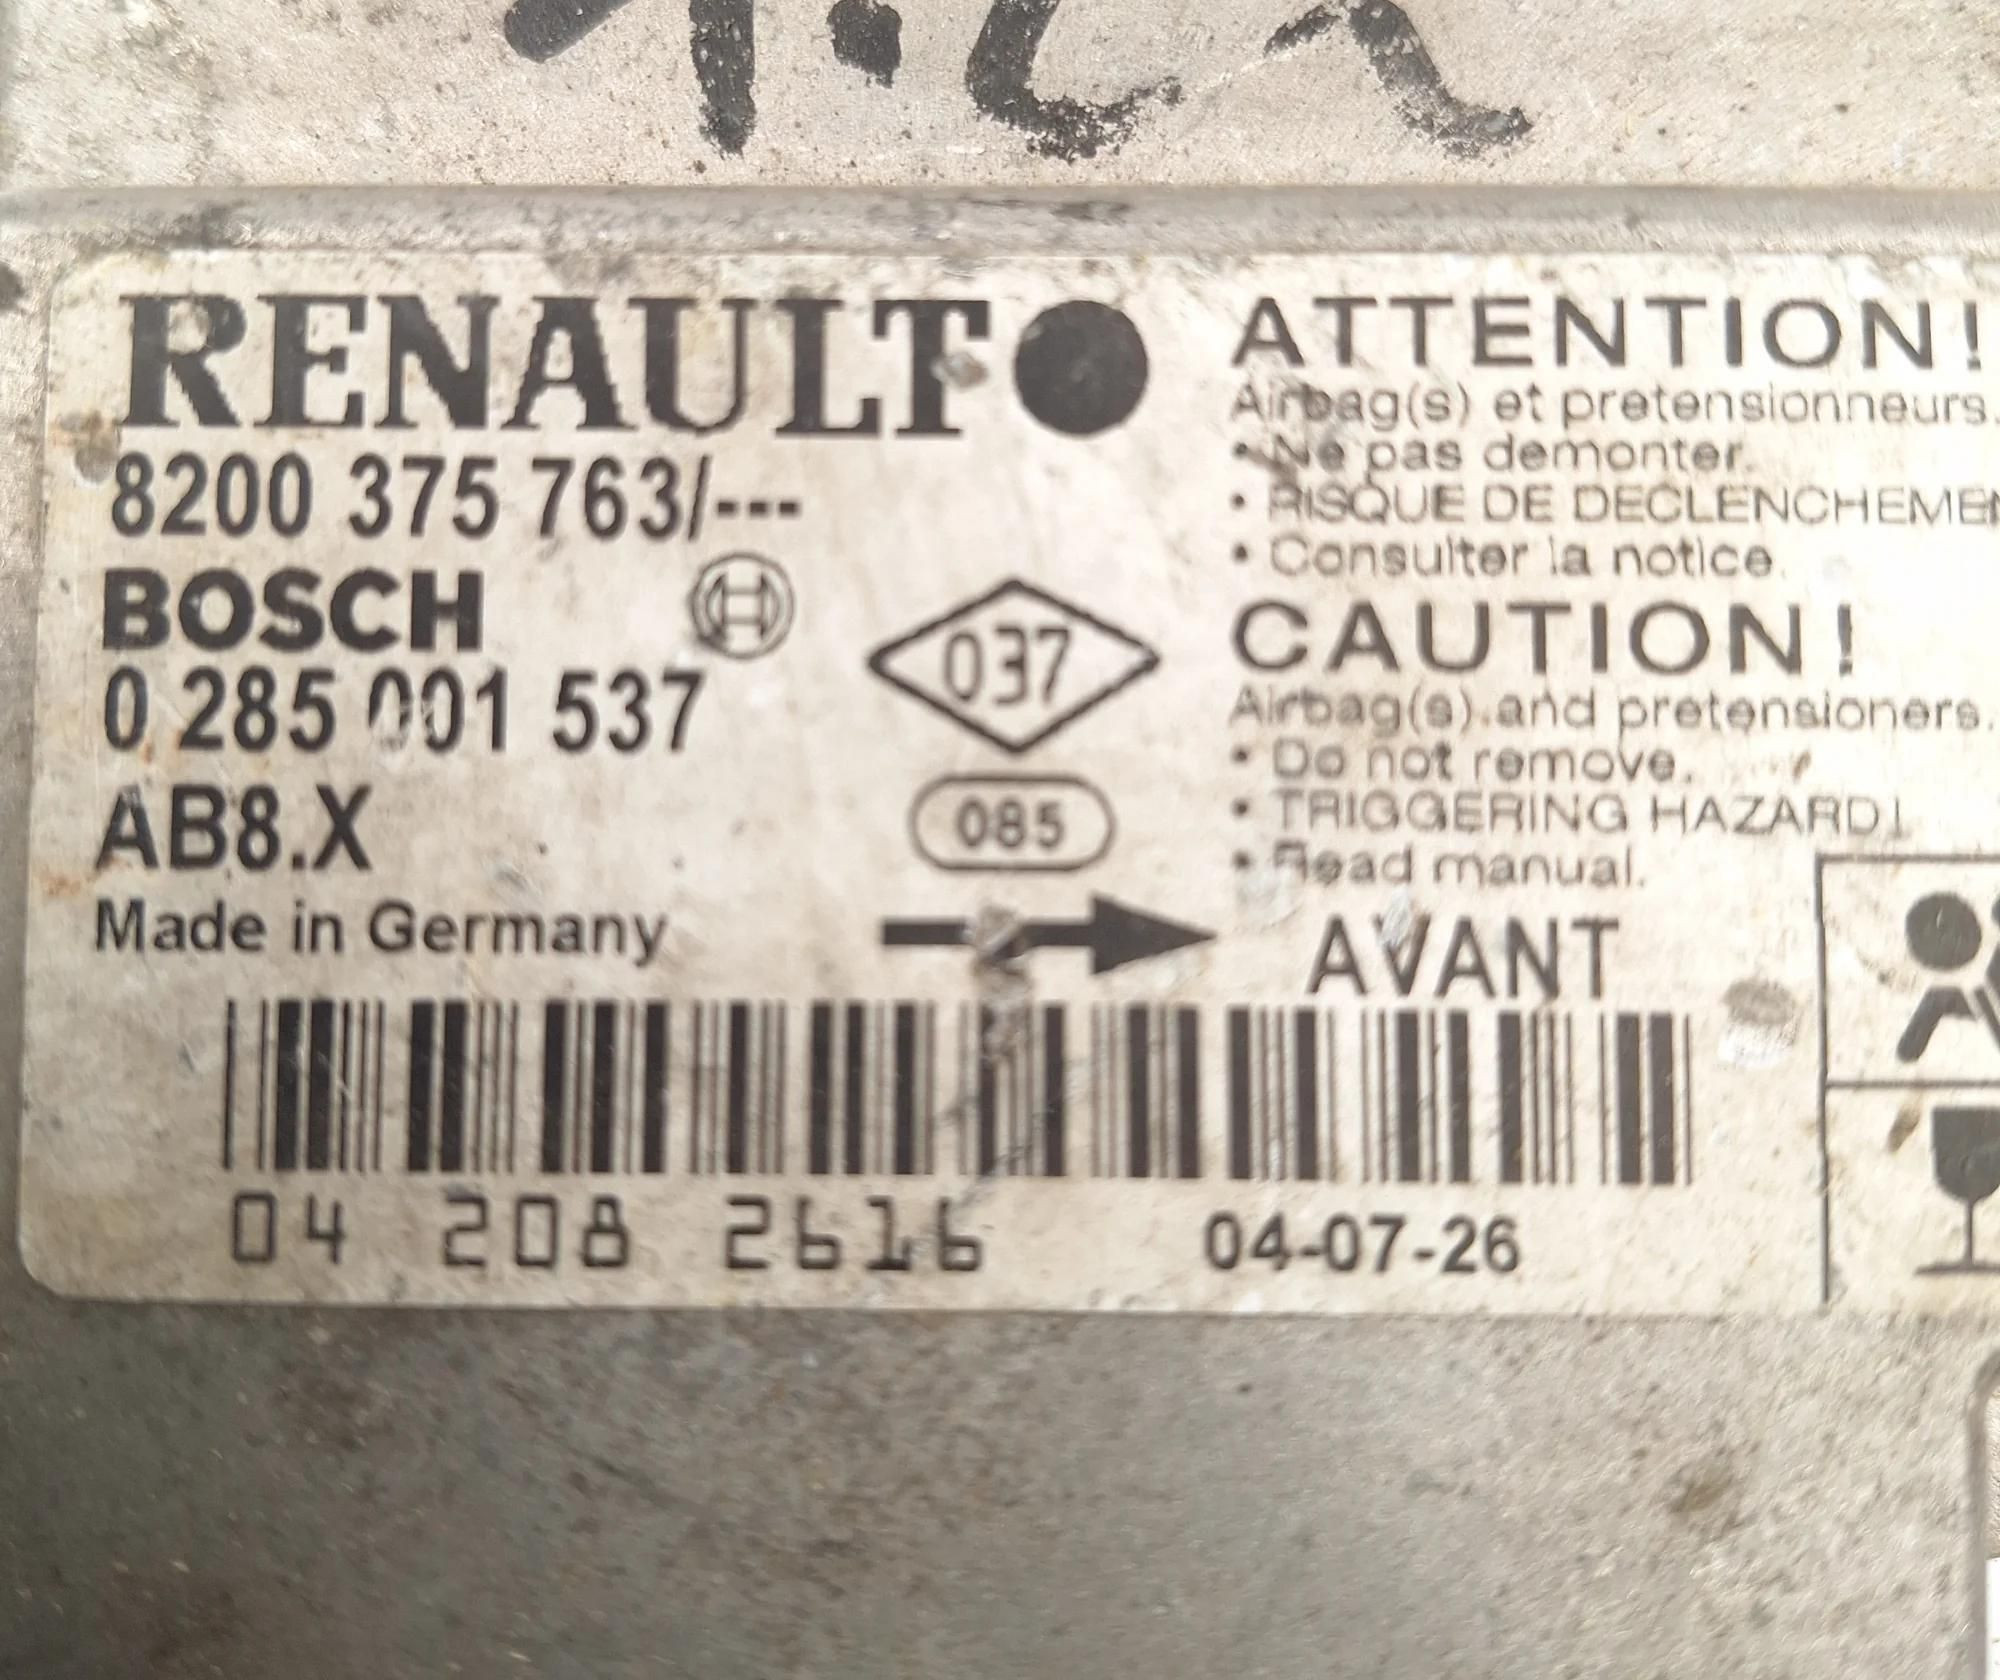 RENAULT
8200 375 763/---
BOSCH
0 285 001 537
AB8.X
Made in Germany
037
085
ATTENTION!
Airbag(s) et pretensionneurs.
• Ne pas demonter.
• RISQUE DE DECLENCHEMEN
• Consulter la notice.
CAUTION!
Airbag(s) and pretensioners.
• Do not remove.
• TRIGGERING HAZARD!
• Read manual.
AVANT
04 208 2616
04-07-26